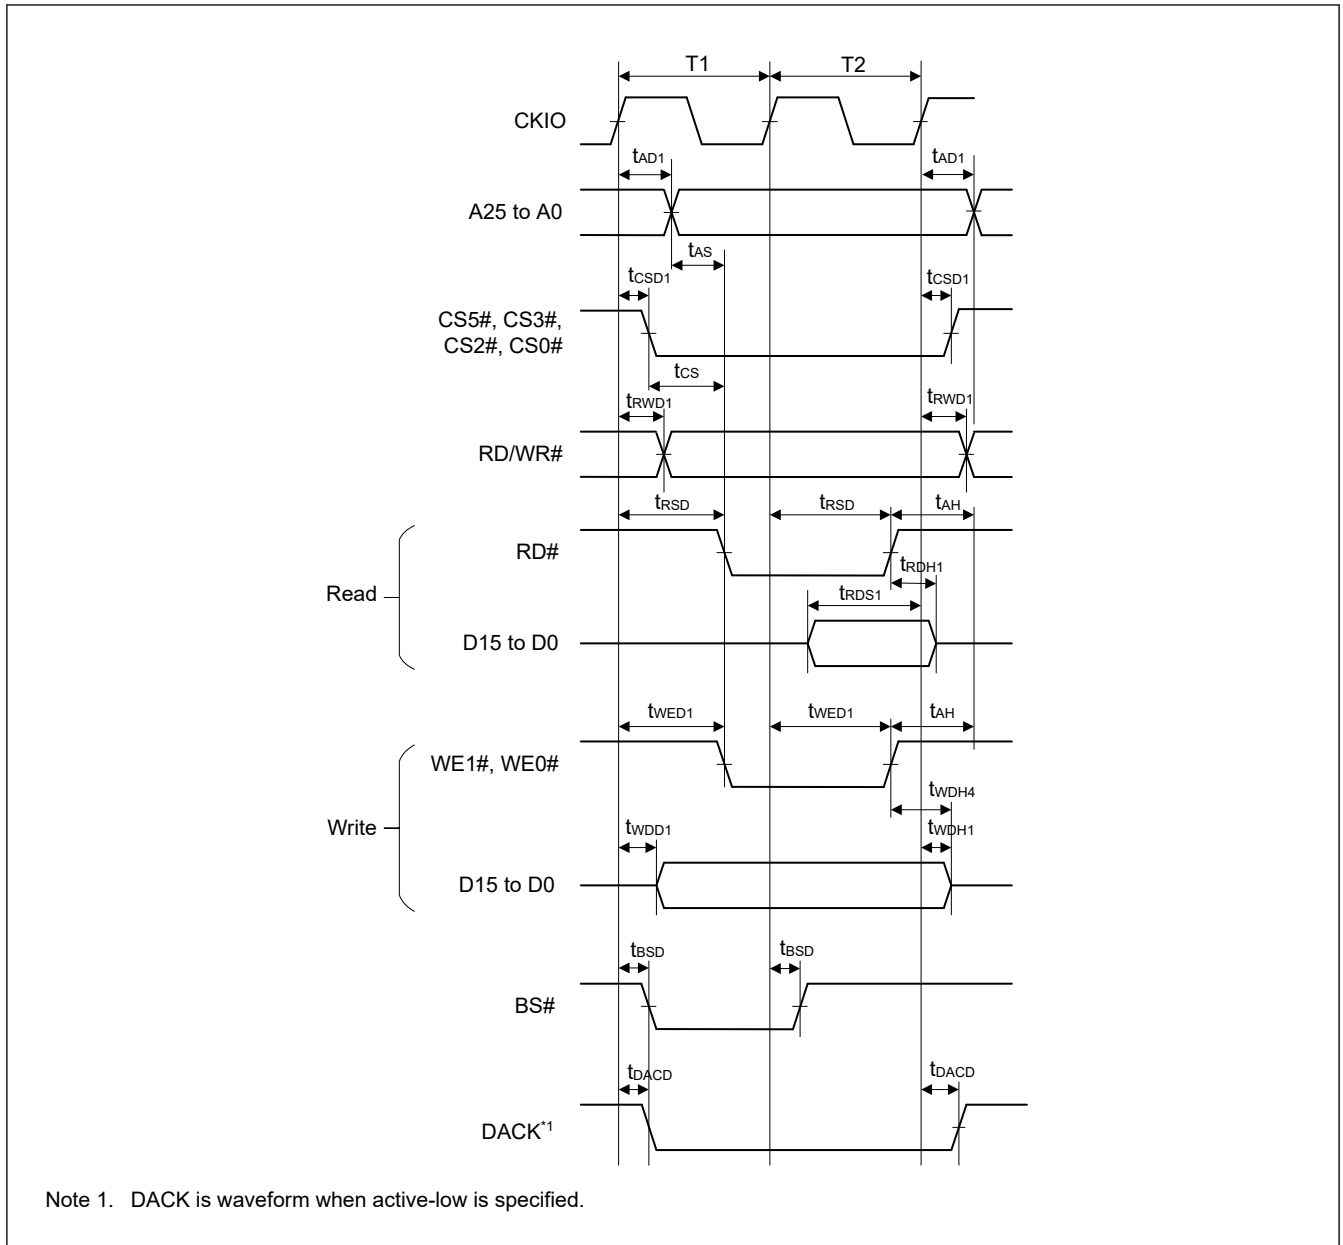 T1 T2
CKIO
tAD1 tAD1
A25 to A0
tAS
tCSD1 tCSD1
CS5#, CS3#,
CS2#, CS0#
tCS
tRWD1 tRWD1
RD/WR#
tRSD tRSD tAH
RD#
tRDH1
Read
tRDS1
D15 to D0
tWED1 tWED1 tAH
WE1#, WE0#
tWDH4
Write
tWDD1 tWDH1
D15 to D0
tBSD tBSD
BS#
tDACD tDACD
DACK*1
Note 1. DACK is waveform when active-low is specified.